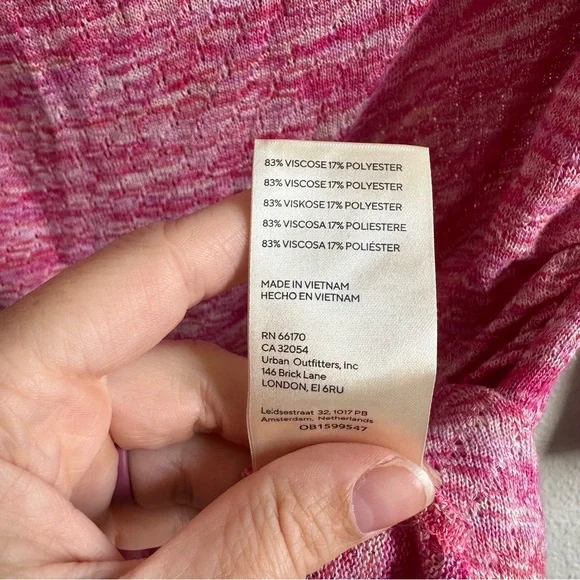 83% VISCOSE 17% POLYESTER
83% VISCOSE 17% POLYESTER
83% VISKOSE 17% POLYESTER
83% VISCOSA 17% POLIESTERE
83% VISCOSA 17% POLIÉSTER
MADE IN VIETNAM
HECHO EN VIETNAM
RN 66170
CA 32054
Urban Outfitters, Inc
146 Brick Lane
LONDON, E1 6RU
Leidsestraat 32, 1017 PB
Amsterdam, Netherlands
OB1599547